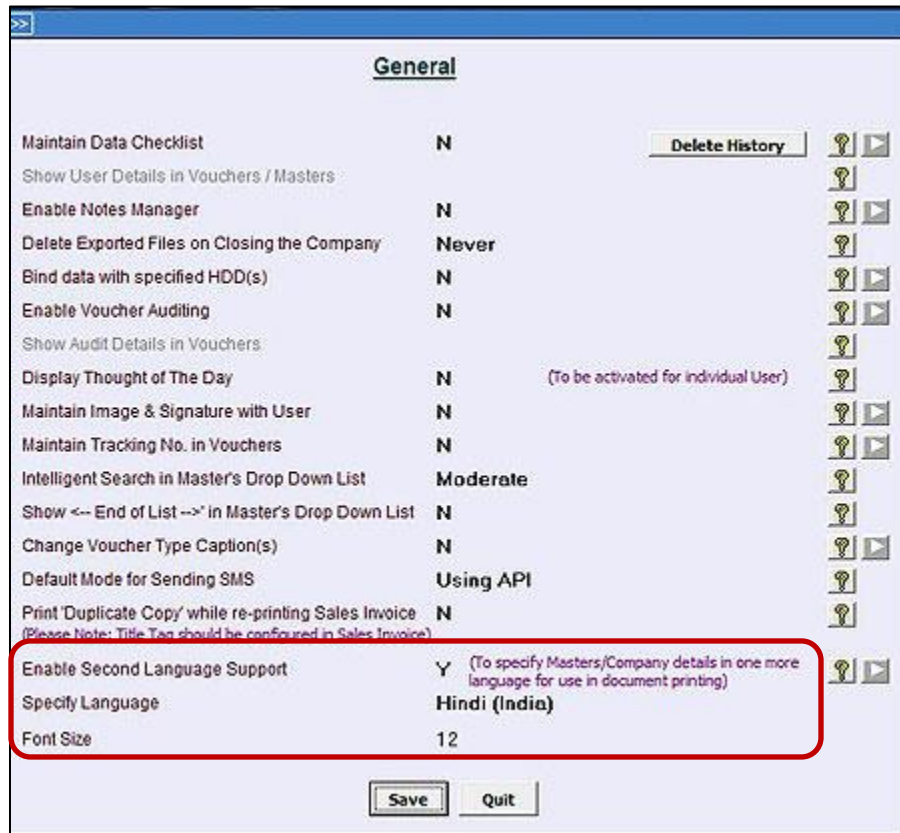 >>
General
Maintain Data Checklist N Delete History
Show User Details in Vouchers / Masters
Enable Notes Manager N
Delete Exported Files on Closing the Company Never
Bind data with specified HDD(s) N
Enable Voucher Auditing N
Show Audit Details in Vouchers
Display Thought of The Day N (To be activated for individual User)
Maintain Image & Signature with User N
Maintain Tracking No. in Vouchers N
Intelligent Search in Master's Drop Down List Moderate
Show <-- End of List -->' in Master's Drop Down List N
Change Voucher Type Caption(s) N
Default Mode for Sending SMS Using API
Print 'Duplicate Copy' while re-printing Sales Invoice N
(Please Note: Title Tag should be configured in Sales Invoice)
Enable Second Language Support Y (To specify Masters/Company details in one more
language for use in document printing)
Specify Language Hindi (India)
Font Size 12
Save Quit